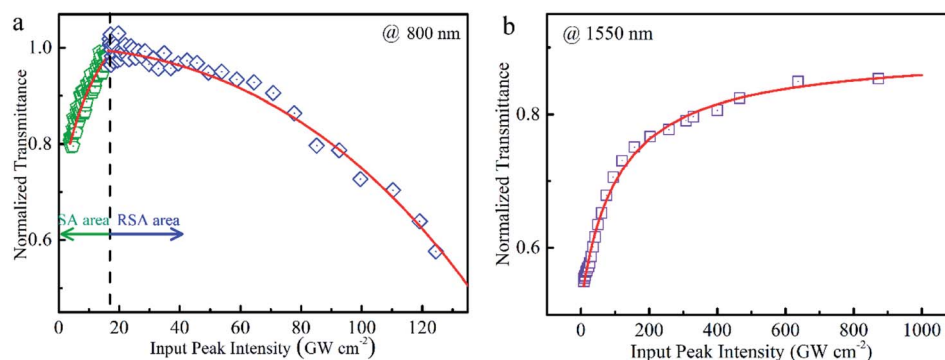 a
@ 800 nm
1.0
0.8
0.6
Normalized Transmittance
SA area
RSA area
0 20 40 60 80 100 120
Input Peak Intensity (GW cm⁻²)
b
@ 1550 nm
0.8
0.6
Normalized Transmittance
0 200 400 600 800 1000
Input Peak Intensity (GW cm⁻²)